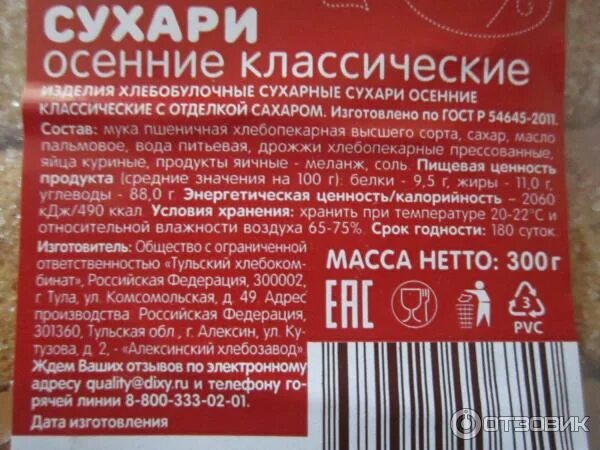 СУХАРИ
ОСЕННИЕ КЛАССИЧЕСКИЕ
ИЗДЕЛИЯ ХЛЕБОБУЛОЧНЫЕ СУХАРНЫЕ СУХАРИ ОСЕННИЕ
КЛАССИЧЕСКИЕ С ОТДЕЛКОЙ САХАРОМ. Изготовлено по ГОСТ Р 54645-2011.
Состав: мука пшеничная хлебопекарная высшего сорта, сахар, масло
пальмовое, вода питьевая, дрожжи хлебопекарные прессованные,
яйца куриные, продукты яичные - меланж, соль. Пищевая ценность
продукта (средние значения на 100 г): белки - 9,5 г, жиры - 11,0 г,
углеводы - 88,0 г. Энергетическая ценность/калорийность – 2060
кДж/490 ккал. Условия хранения: хранить при температуре 20-22°С и
относительной влажности воздуха 65-75%. Срок годности: 180 суток.
Изготовитель: Общество с ограниченной
ответственностью «Тульский хлебоком-
бинат», Российская Федерация, 300002,
г Тула, ул. Комсомольская, д. 49. Адрес
производства Российская Федерация,
301360, Тульская обл., г. Алексин, ул. Ку-
тузова, д. 2, - «Алексинский хлебозавод».
Ждем Ваших отзывов по электронному
адресу quality@dixy.ru и телефону го-
рячей линии 8-800-333-02-01.
Дата изготовления
МАССА НЕТТО: 300 г
ЕАС
3
PVC
ОТЗОВИК